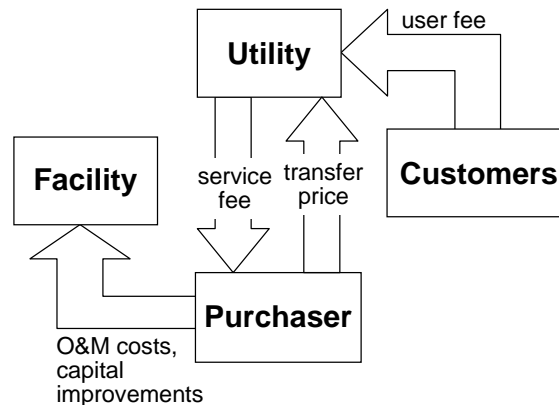 user fee
Utility
Facility
service
fee
transfer
price
Customers
Purchaser
O&M costs,
capital
improvements